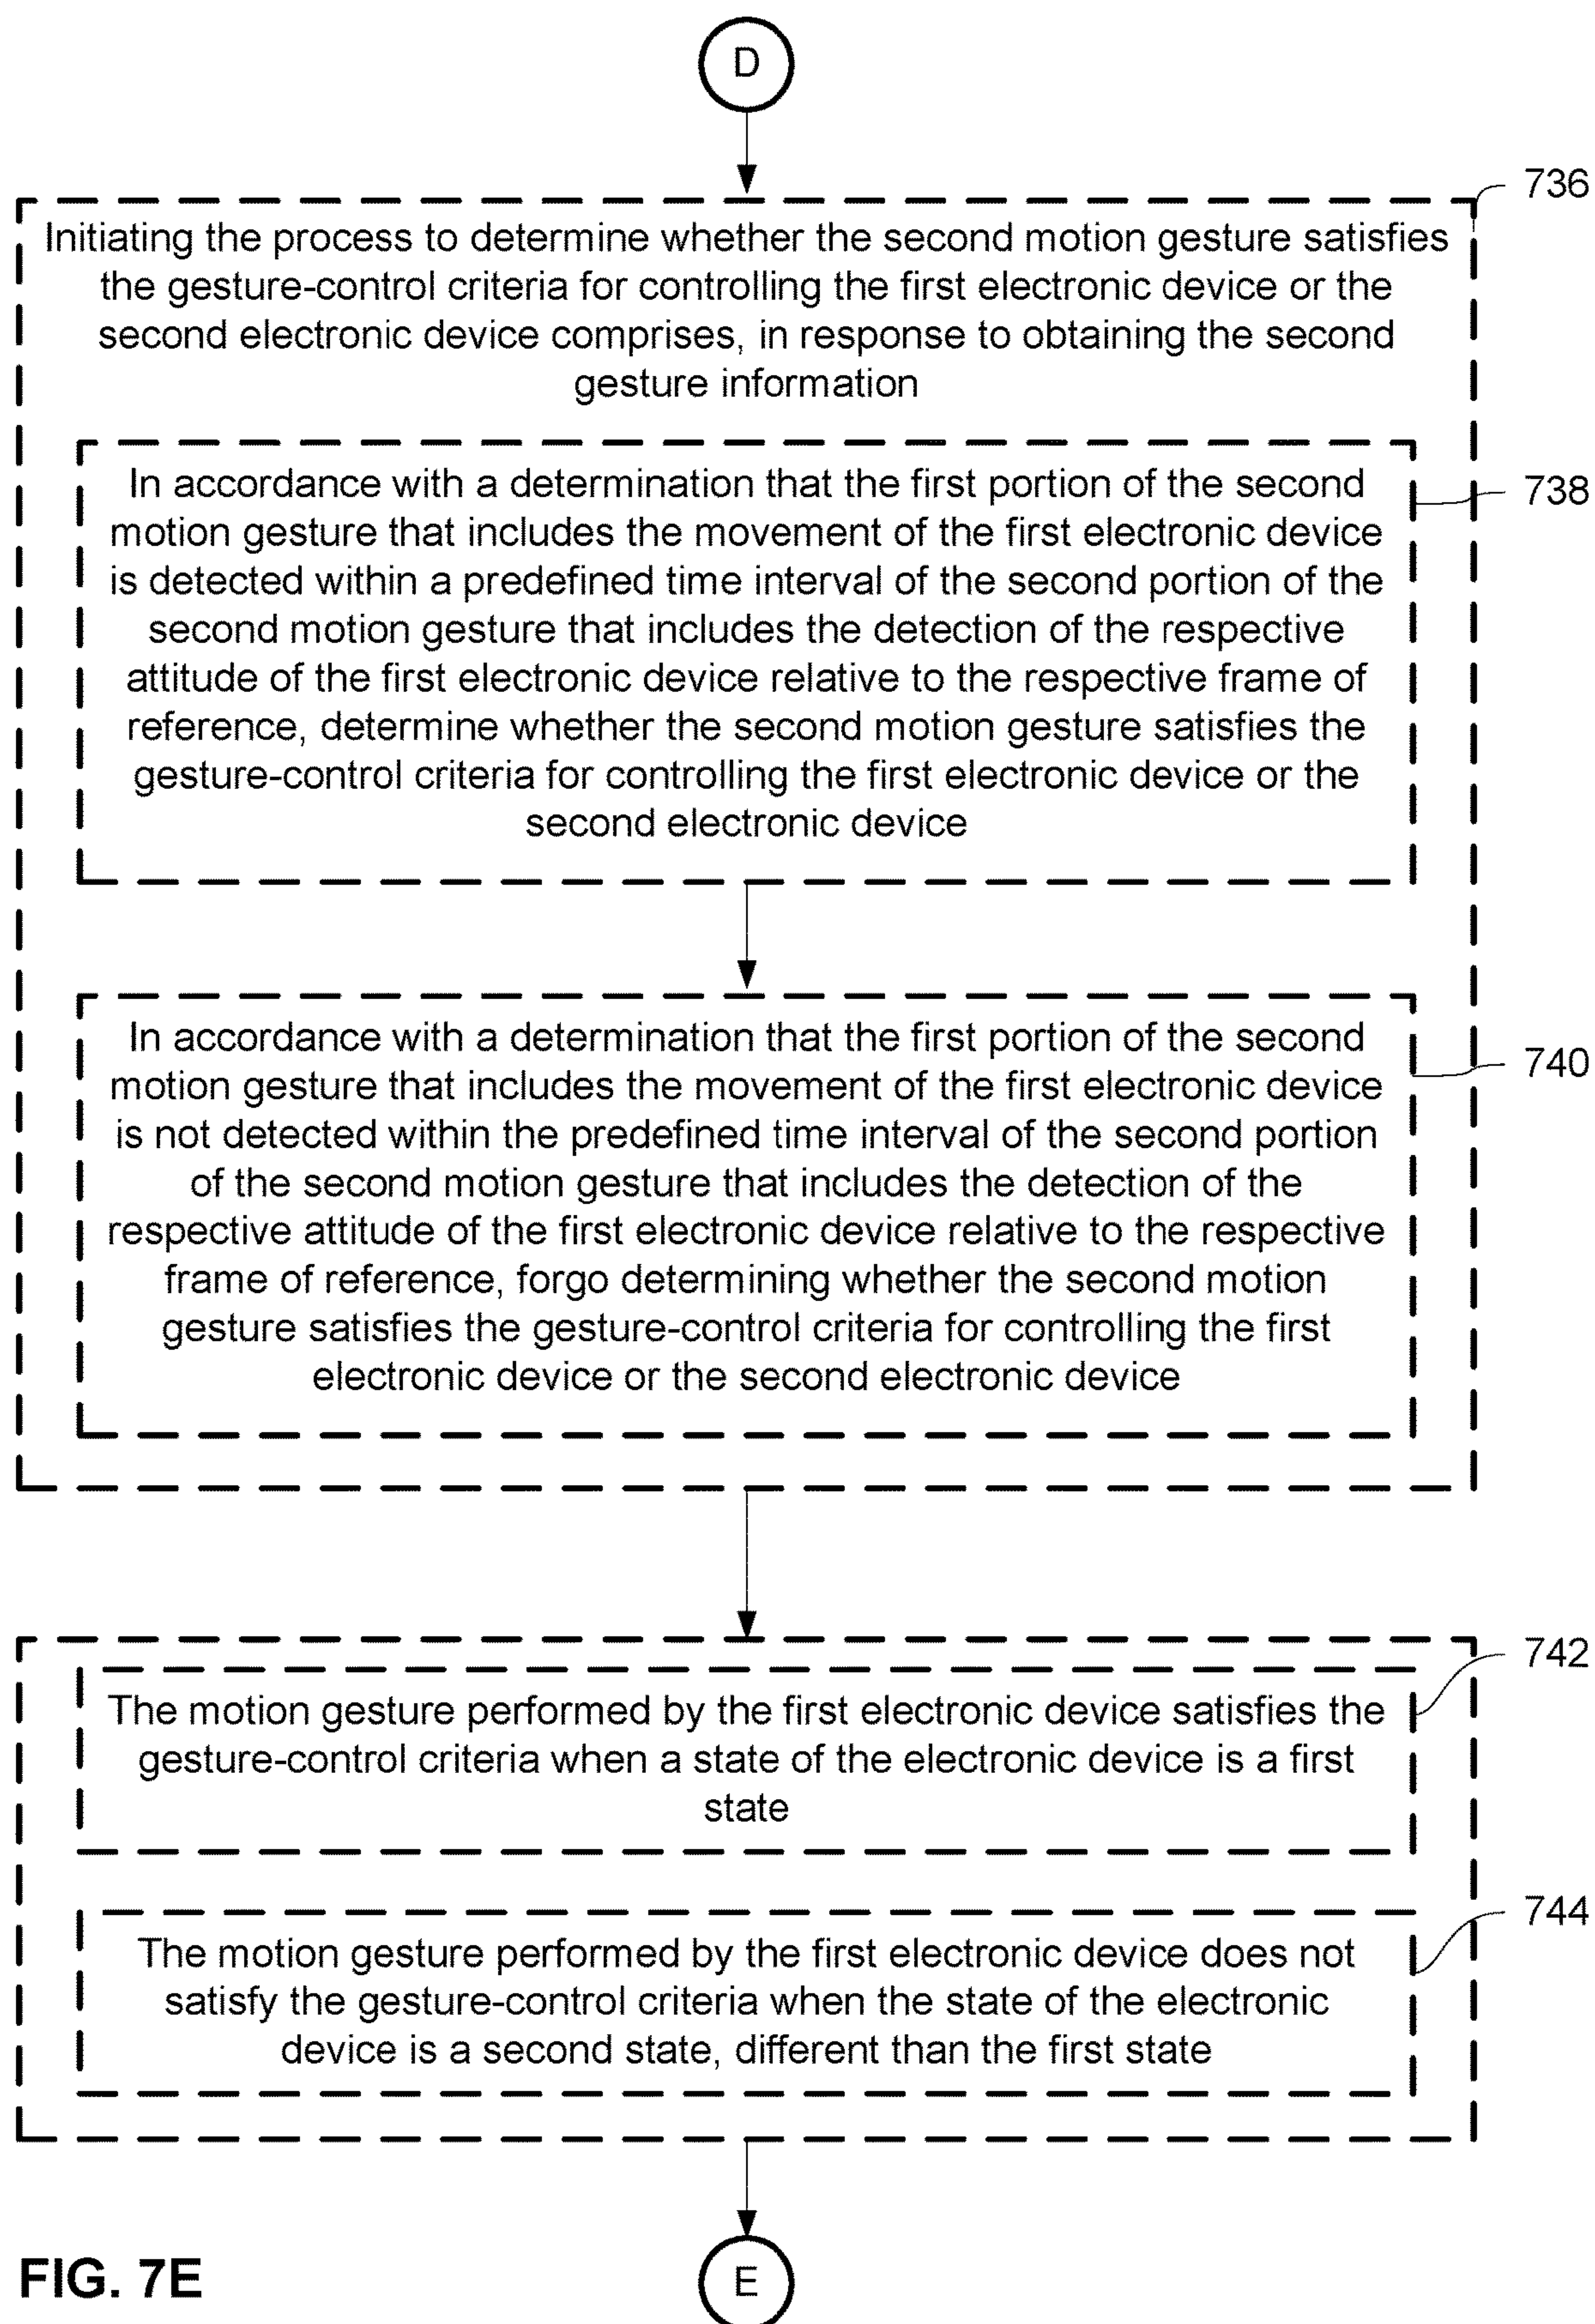 D
736
Initiating the process to determine whether the second motion gesture satisfies
the gesture-control criteria for controlling the first electronic device or the
second electronic device comprises, in response to obtaining the second
gesture information
738
In accordance with a determination that the first portion of the second
motion gesture that includes the movement of the first electronic device
is detected within a predefined time interval of the second portion of the
second motion gesture that includes the detection of the respective
attitude of the first electronic device relative to the respective frame of
reference, determine whether the second motion gesture satisfies the
gesture-control criteria for controlling the first electronic device or the
second electronic device
740
In accordance with a determination that the first portion of the second
motion gesture that includes the movement of the first electronic device
is not detected within the predefined time interval of the second portion
of the second motion gesture that includes the detection of the
respective attitude of the first electronic device relative to the respective
frame of reference, forgo determining whether the second motion
gesture satisfies the gesture-control criteria for controlling the first
electronic device or the second electronic device
742
The motion gesture performed by the first electronic device satisfies the
gesture-control criteria when a state of the electronic device is a first
state
744
The motion gesture performed by the first electronic device does not
satisfy the gesture-control criteria when the state of the electronic
device is a second state, different than the first state
E
FIG. 7E